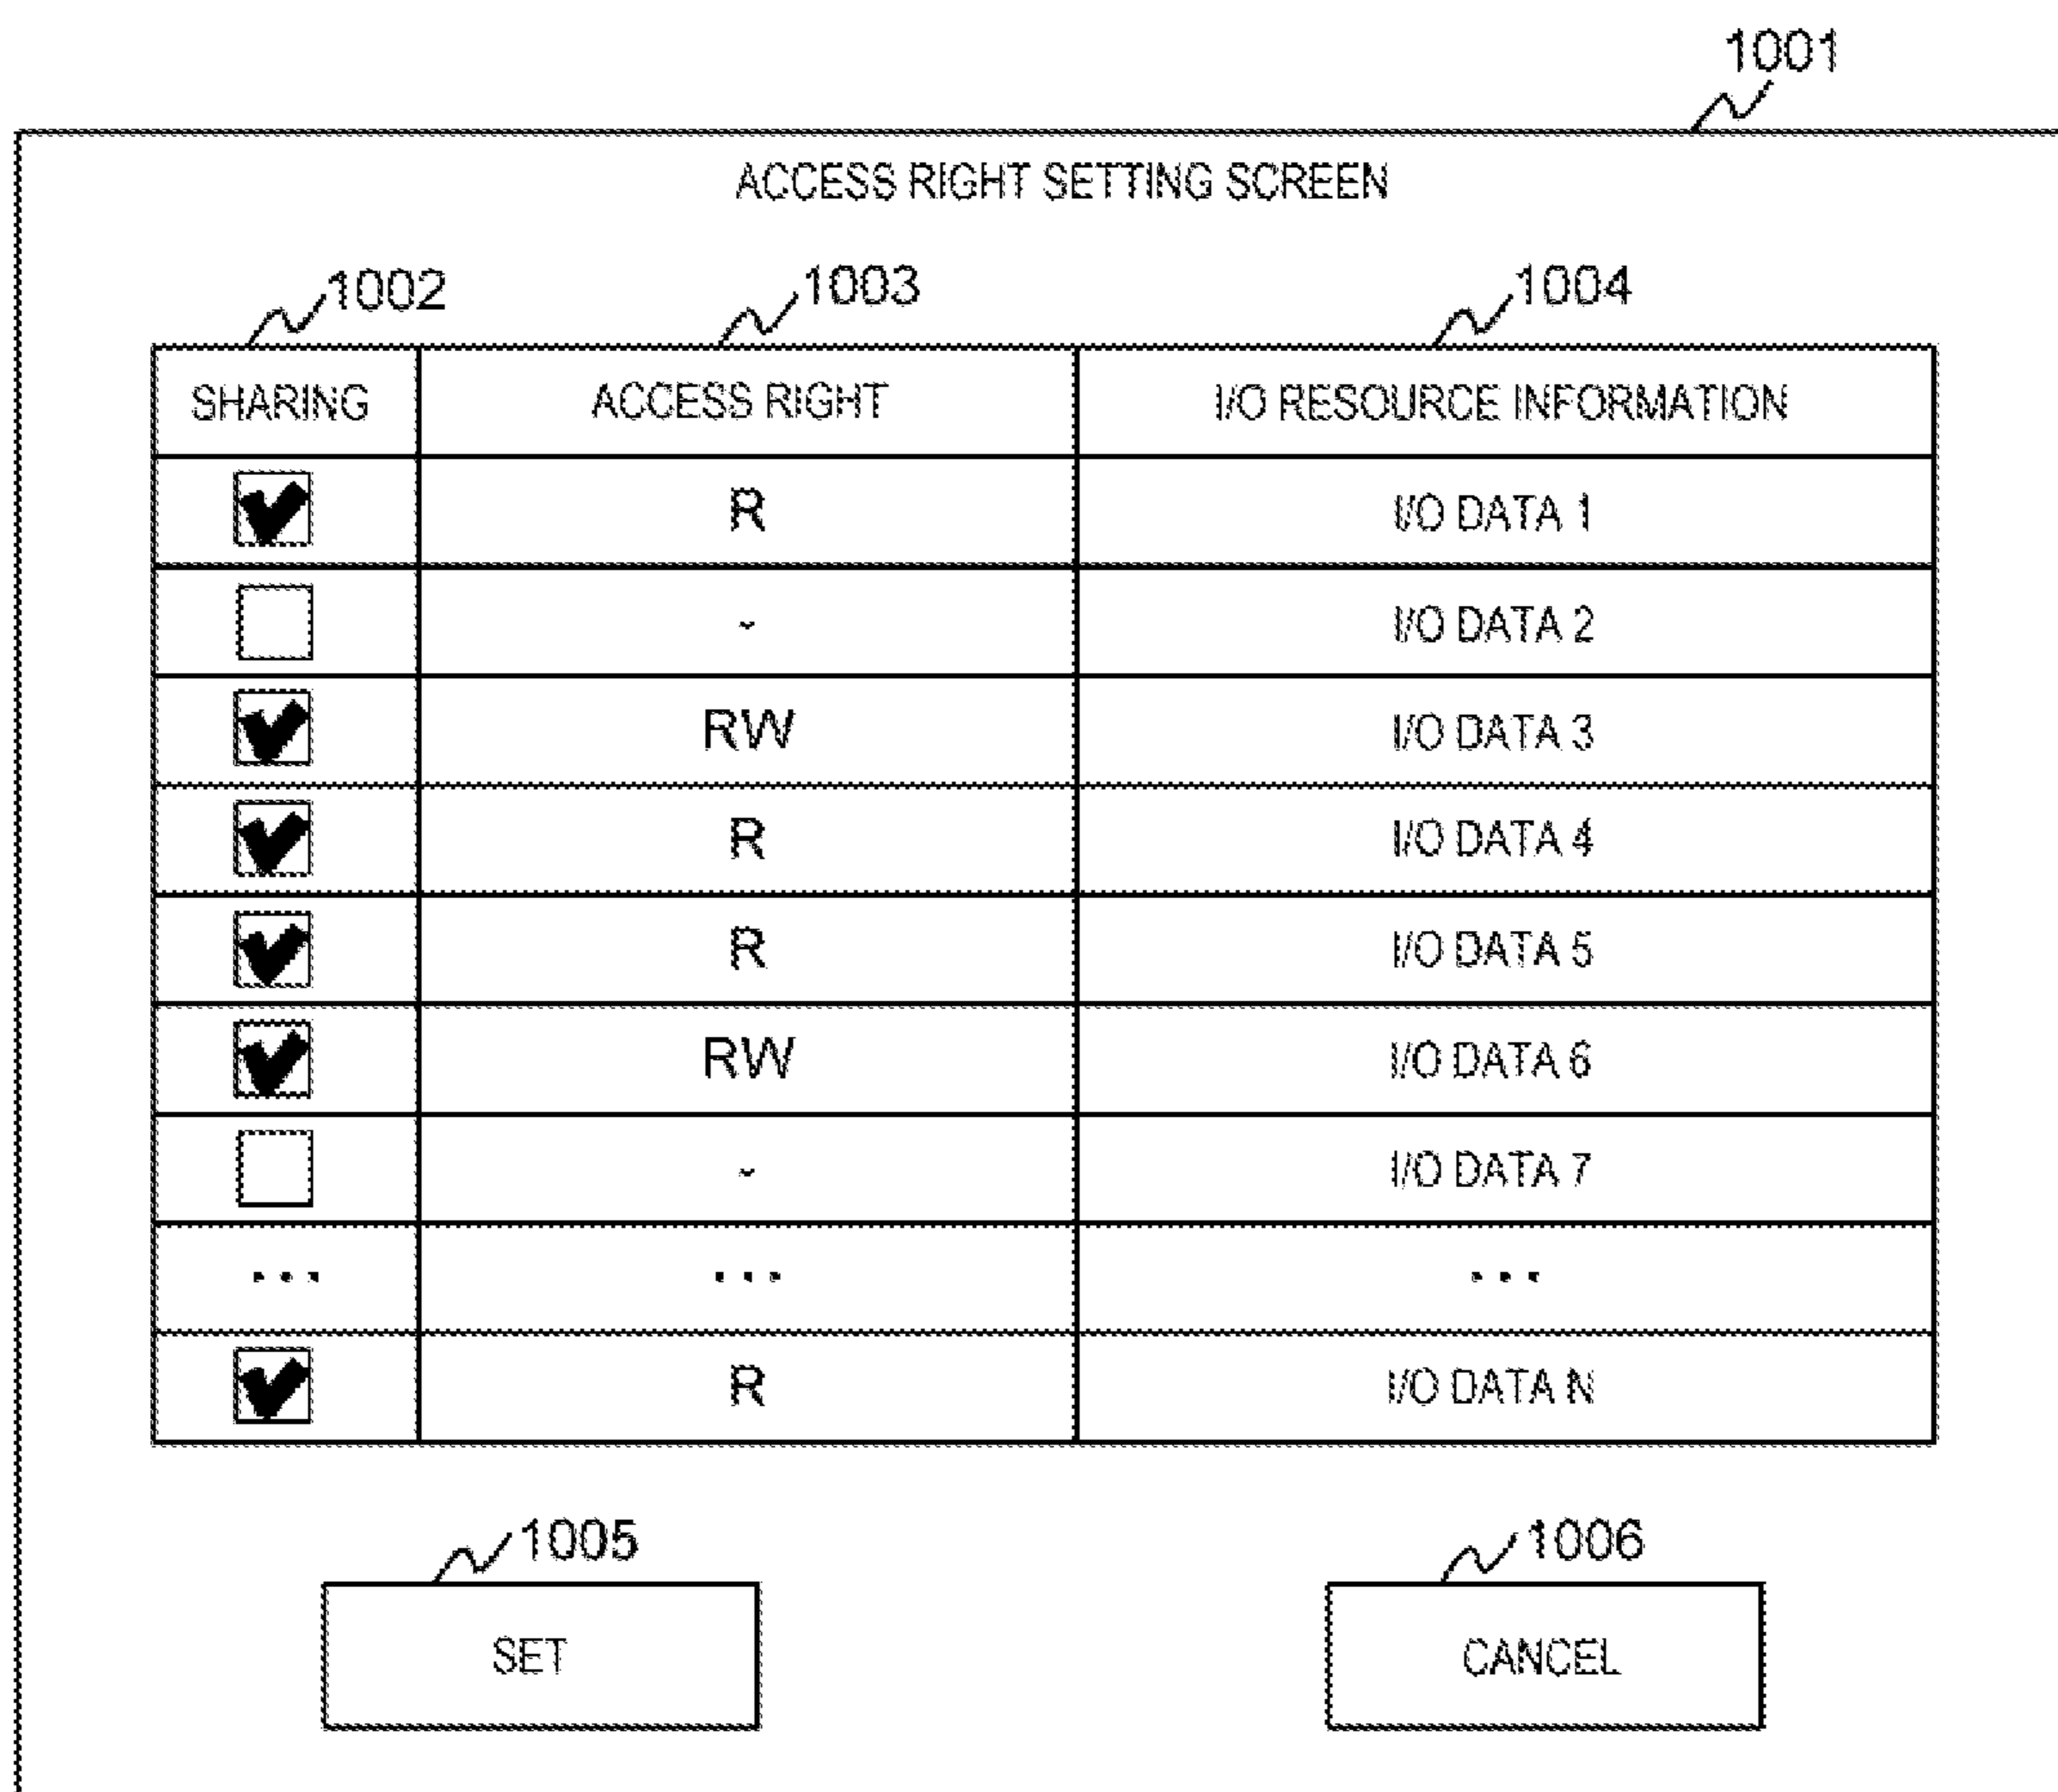 1001
ACCESS RIGHT SETTING SCREEN
1002 1003 1004
SHARING ACCESS RIGHT I/O RESOURCE INFORMATION
R I/O DATA 1
- I/O DATA 2
RW I/O DATA 3
R I/O DATA 4
R I/O DATA 5
RW I/O DATA 6
- I/O DATA 7
... ... ...
R I/O DATA N
1005 1006
SET CANCEL